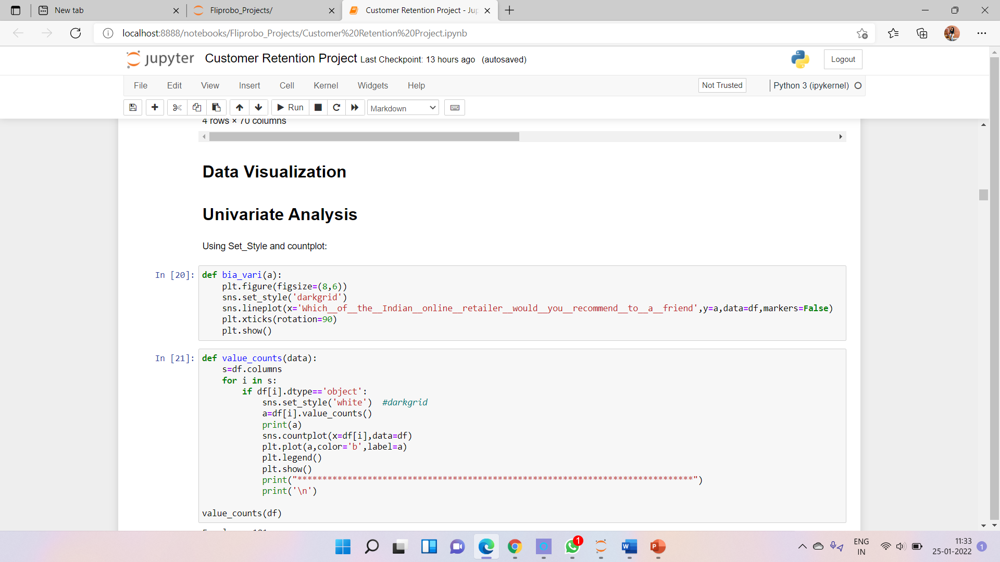 New tab
Fliprobo_Projects/
Customer Retention Project - Jup
localhost:8888/notebooks/Fliprobo_Projects/Customer%20Retention%20Project.ipynb
jupyter Customer Retention Project Last Checkpoint: 13 hours ago (autosaved)
Logout
File Edit View Insert Cell Kernel Widgets Help
Not Trusted
Python 3 (ipykernel)
Run
Markdown
4 rows × 70 columns
Data Visualization
Univariate Analysis
Using Set_Style and countplot:
In [20]:
def bia_vari(a):
    plt.figure(figsize=(8,6))
    sns.set_style('darkgrid')
    sns.lineplot(x='Which__of__the__Indian__online__retailer__would__you__recommend__to__a__friend',y=a,data=df,markers=False)
    plt.xticks(rotation=90)
    plt.show()
In [21]:
def value_counts(data):
    s=df.columns
    for i in s:
        if df[i].dtype=='object':
            sns.set_style('white')  #darkgrid
            a=df[i].value_counts()
            print(a)
            sns.countplot(x=df[i],data=df)
            plt.plot(a,color='b',label=a)
            plt.legend()
            plt.show()
            print("*******************************************************************************")
            print('\n')
value_counts(df)
1
W
P
ENG
IN
11:33
25-01-2022
1